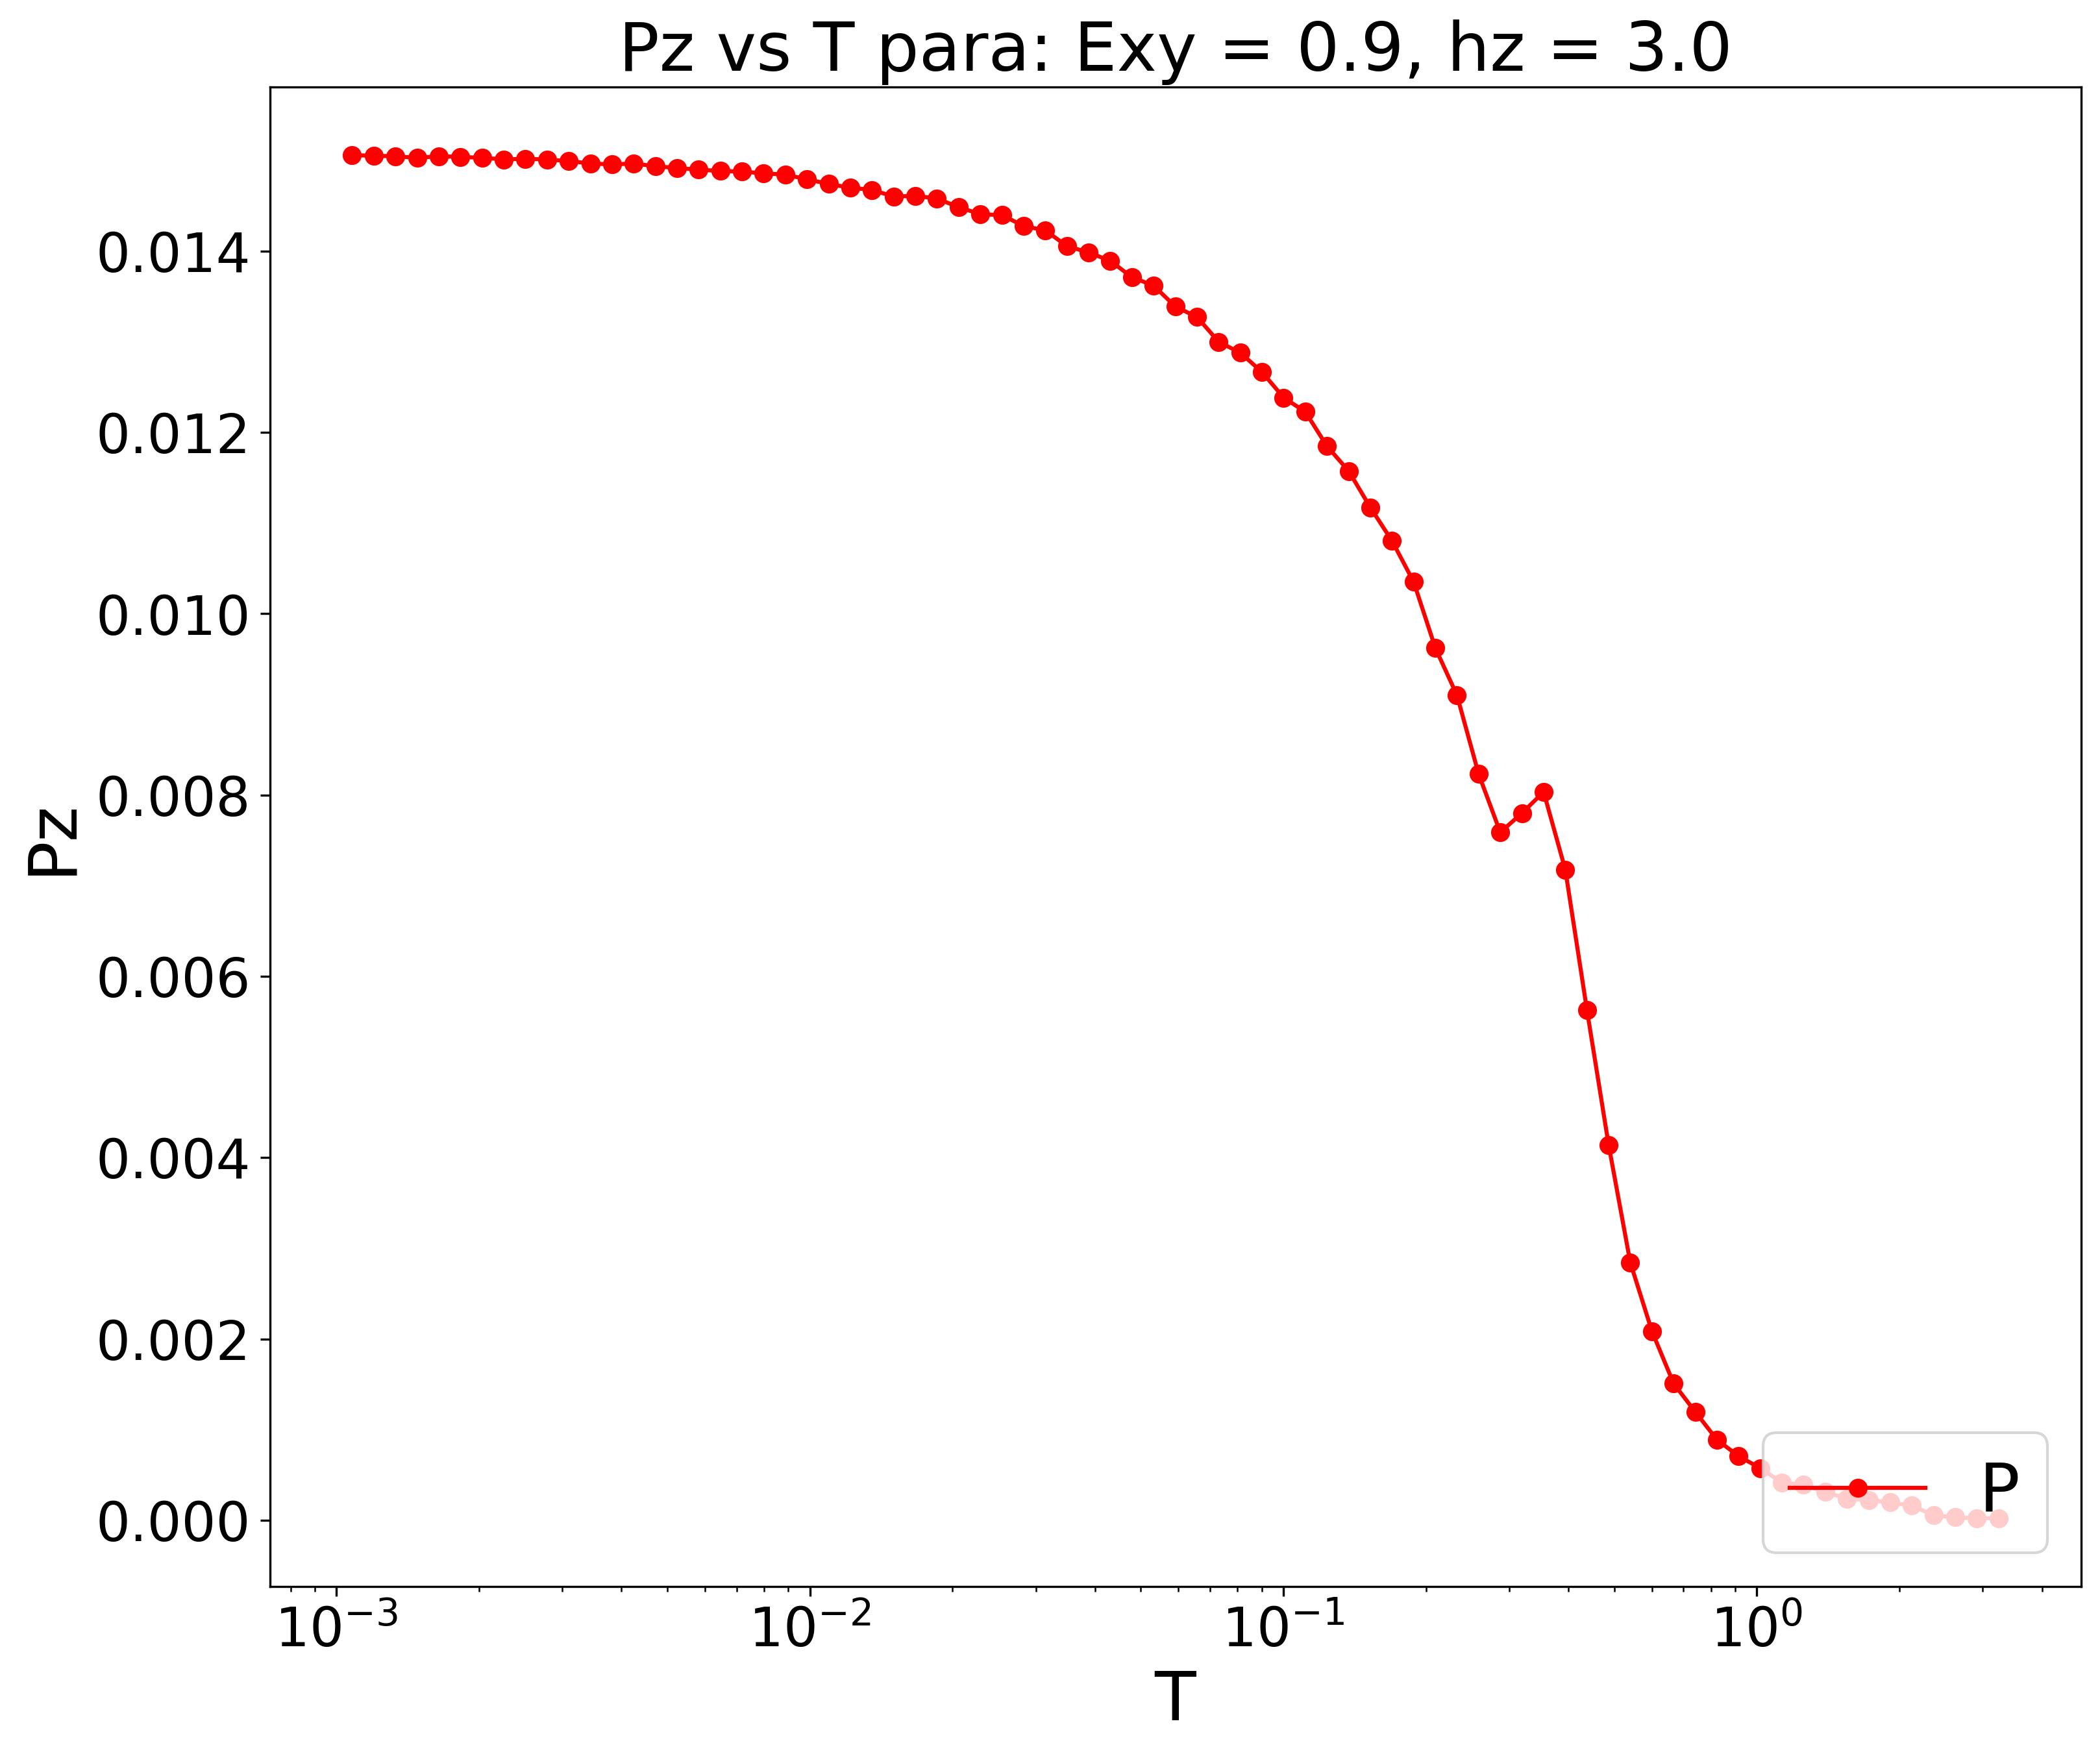 Pz vs T para: Exy = 0.9, hz = 3.0
Pz
0.014
0.012
0.010
0.008
0.006
0.004
0.002
0.000
P
10⁻³ 10⁻² 10⁻¹ 10⁰
T